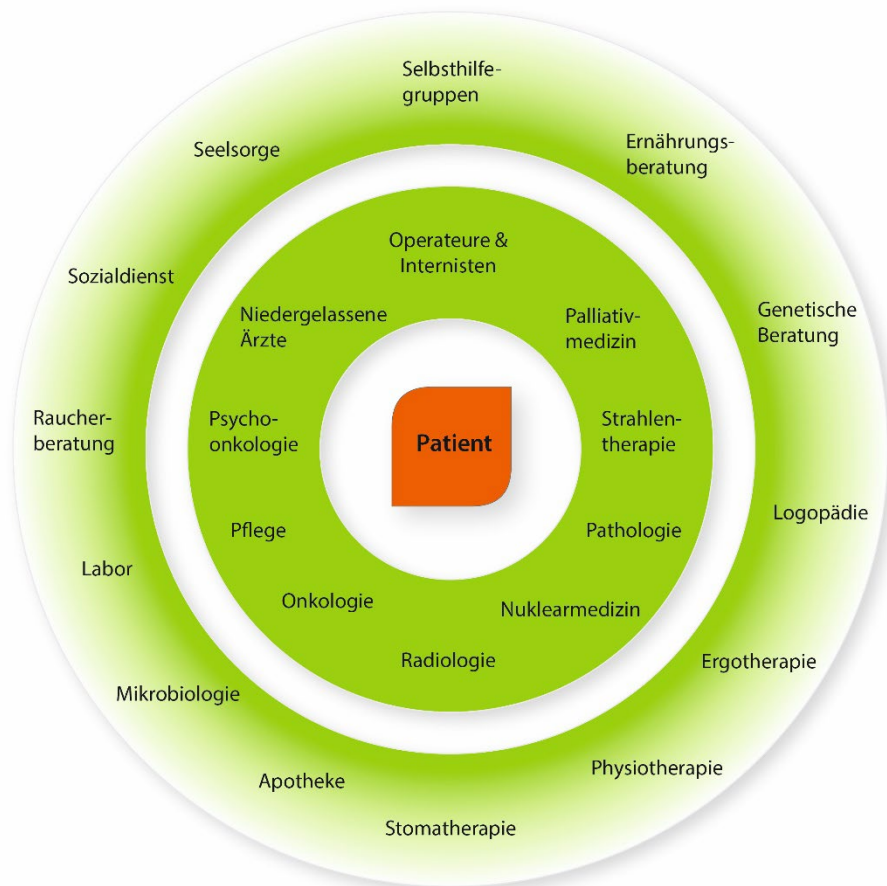 Selbsthilfe-
gruppen
Ernährungs-
beratung
Genetische
Beratung
Logopädie
Ergotherapie
Physiotherapie
Stomatherapie
Apotheke
Mikrobiologie
Labor
Raucher-
beratung
Sozialdienst
Seelsorge
Operateure &
Internisten
Palliativ-
medizin
Strahlen-
therapie
Pathologie
Nuklearmedizin
Radiologie
Onkologie
Pflege
Psycho-
onkologie
Niedergelassene
Ärzte
Patient